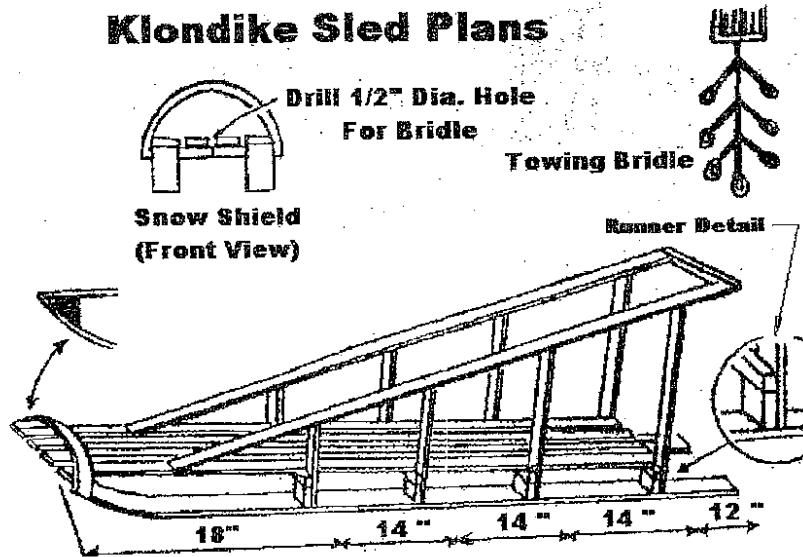 Klondike Sled Plans
Drill 1/2" Dia. Hole
For Bridle
Towing Bridle
Snow Shield
(Front View)
Runner Detail
18"
14"
14"
14"
12"